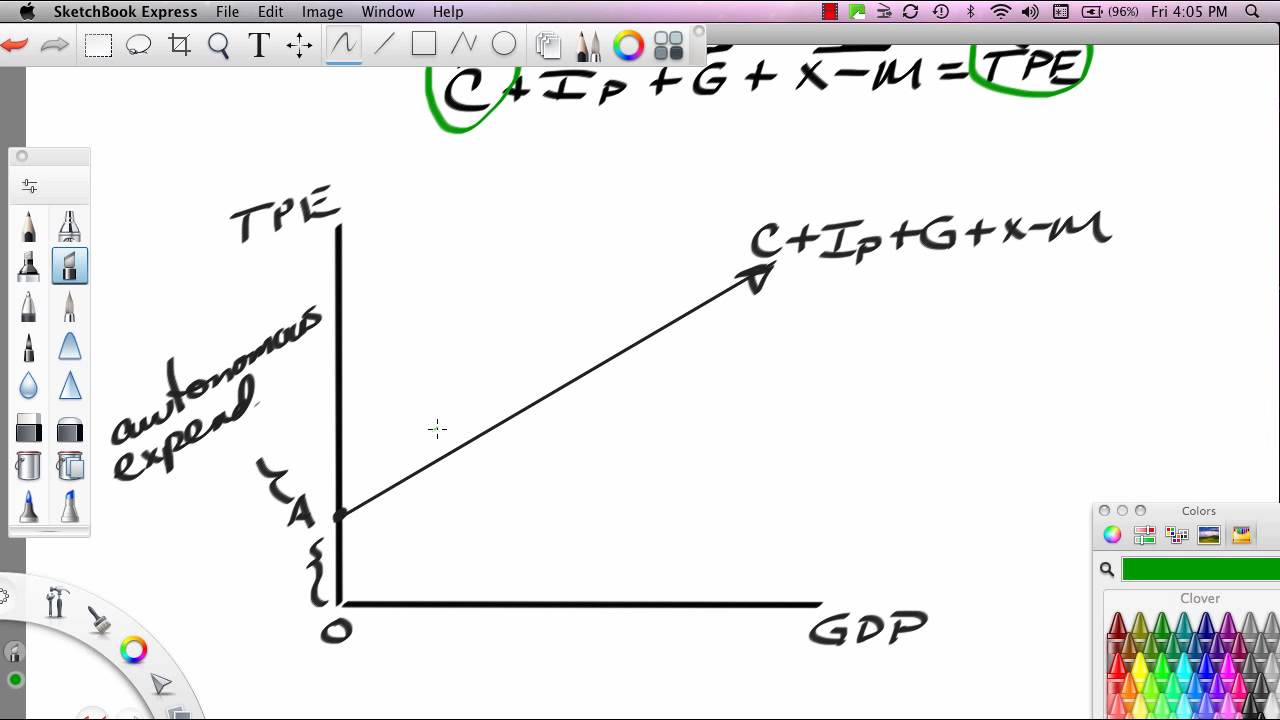 SketchBook Express File Edit Image Window Help (96%) Fri 4:05 PM
T
C + IP + G + X - M = TPE
TPE
C + IP + G + X - M
autonomous
expend.
A
O
GDP
Colors
Clover